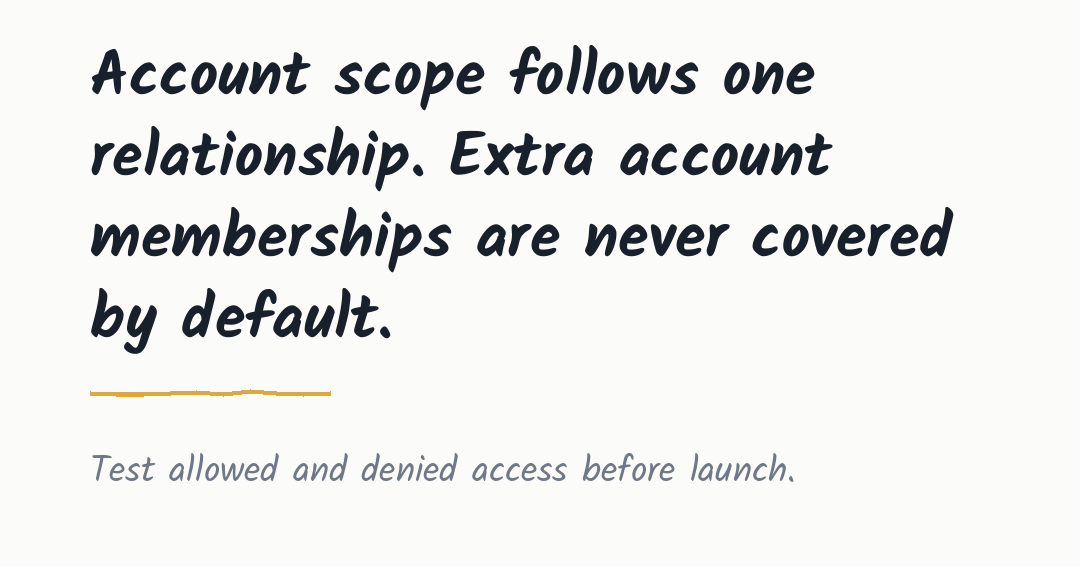 Account scope follows one
relationship. Extra account
memberships are never covered
by default.
Test allowed and denied access before launch.